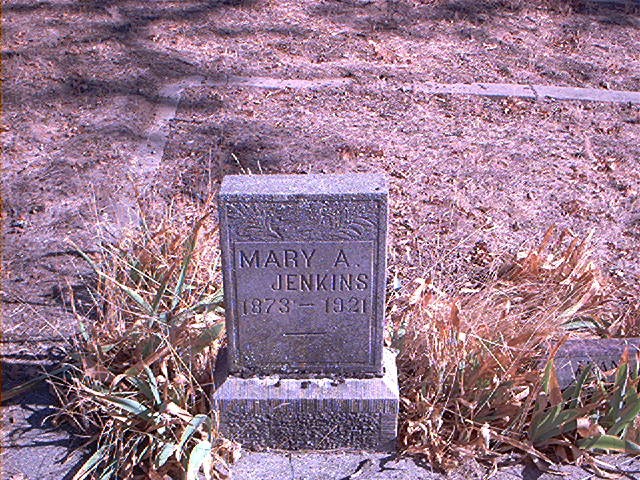 MARY A.
JENKINS
1873 — 1921